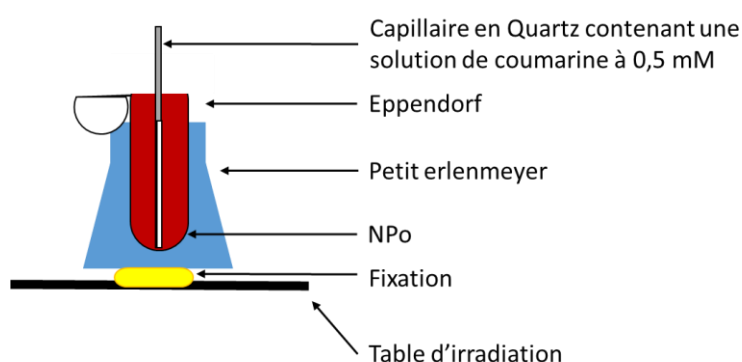 Capillaire en Quartz contenant une
solution de coumarine à 0,5 mM
Eppendorf
Petit erlenmeyer
NPo
Fixation
Table d'irradiation